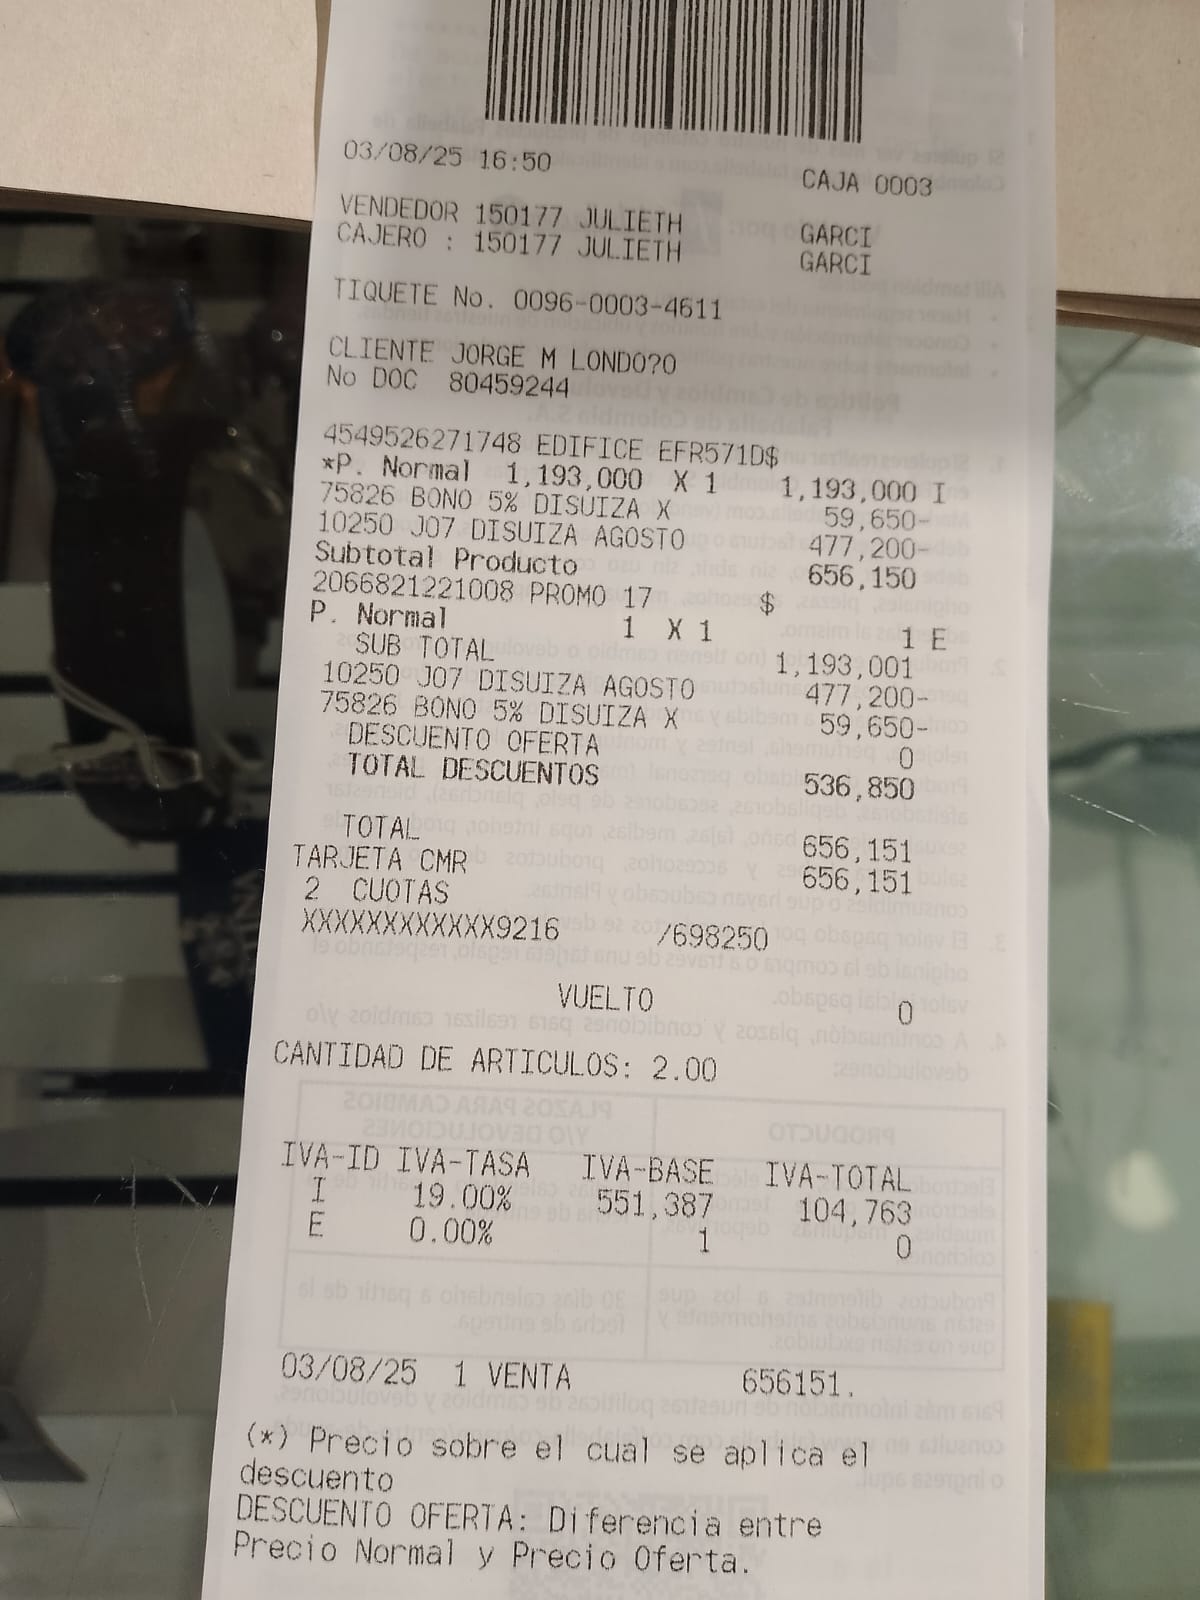 03/08/25 16:50 CAJA 0003
VENDEDOR 150177 JULIETH GARCI
CAJERO : 150177 JULIETH GARCI
TIQUETE No. 0096-0003-4611
CLIENTE JORGE M LONDO?O
No DOC 80459244
4549526271748 EDIFICE EFR571D$
*P. Normal 1,193,000 X 1 1,193,000 I
75826 BONO 5% DISUIZA X 59,650-
10250 J07 DISUIZA AGOSTO 477,200-
Subtotal Producto 656,150
2066821221008 PROMO 17 $
P. Normal 1 X 1 1 E
SUB TOTAL 1,193,001
10250 J07 DISUIZA AGOSTO 477,200-
75826 BONO 5% DISUIZA X 59,650-
DESCUENTO OFERTA 0
TOTAL DESCUENTOS 536,850
TOTAL 656,151
TARJETA CMR 656,151
2 CUOTAS
XXXXXXXXXXXX9216 /698250
VUELTO 0
CANTIDAD DE ARTICULOS: 2.00
IVA-ID IVA-TASA IVA-BASE IVA-TOTAL
I 19.00% 551,387 104,763
E 0.00% 1 0
03/08/25 1 VENTA 656151.
(*) Precio sobre el cual se aplica el
descuento
DESCUENTO OFERTA: Diferencia entre
Precio Normal y Precio Oferta.